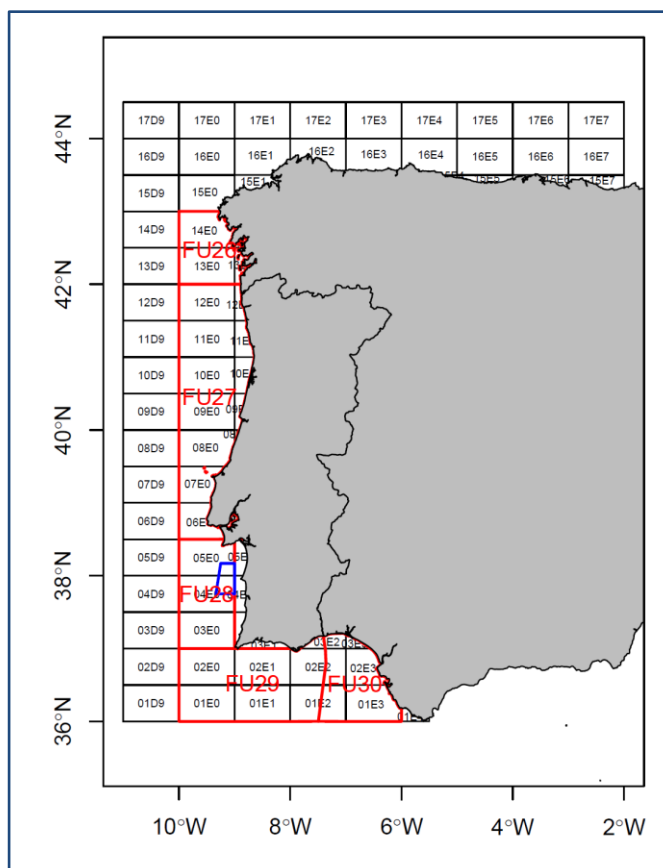 17D9 17E0 17E1 17E2 17E3 17E4 17E5 17E6 17E7
44°N
16D9 16E0 16E1 16E2 16E3 16E4 16E5 16E6 16E7
15D9 15E0 15E1 15E7
14D9 14E0
FU26
13D9 13E0
42°N
12D9 12E0
11D9 11E0
10D9 10E0
FU27
09D9 09E0
40°N
08D9 08E0
07D9 07E0
06D9
05D9 05E0
38°N
04D9
FU28
03D9 03E0 03E1 03E2
02D9 02E0 02E1 02E2 02E3
FU29 FU30
01D9 01E0 01E1 01E2 01E3
36°N
10°W 8°W 6°W 4°W 2°W